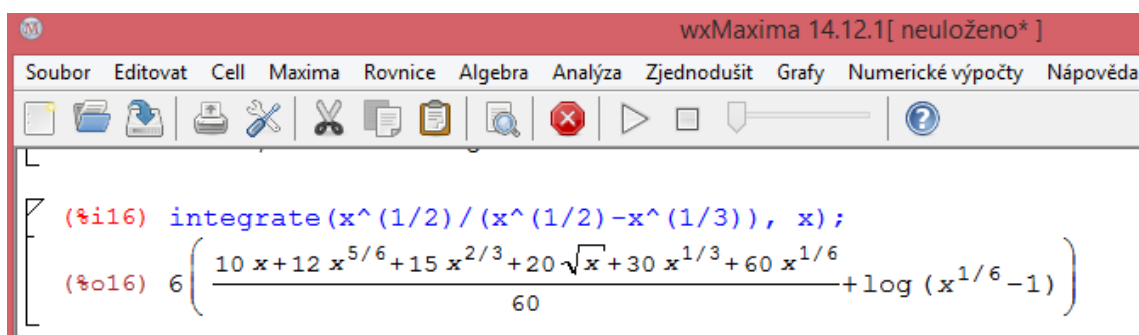 wxMaxima 14.12.1[ neuloženo* ]
Soubor Editovat Cell Maxima Rovnice Algebra Analýza Zjednodušit Grafy Numerické výpočty Nápověda
(%i16) integrate(x^(1/2)/(x^(1/2)-x^(1/3)), x);
(%o16) 6 ( (10 x+12 x^{5/6}+15 x^{2/3}+20 √x+30 x^{1/3}+60 x^{1/6})/60 +log (x^{1/6}-1) )